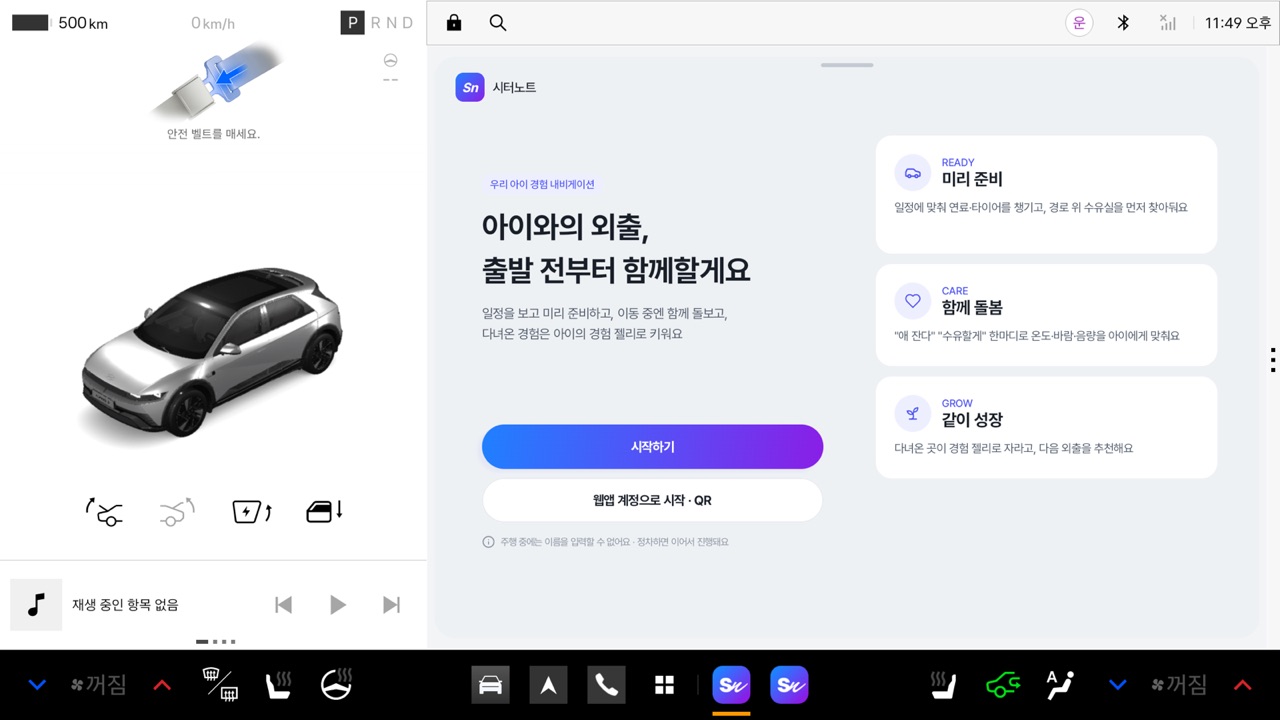 500 km
0 km/h
P R N D
운
11:49 오후
안전 벨트를 매세요.
--
Sn 시터노트
우리 아이 경험 내비게이션
아이와의 외출,
출발 전부터 함께할게요
일정을 보고 미리 준비하고, 이동 중엔 함께 돌보고,
다녀온 경험은 아이의 경험 젤리로 키워요
시작하기
웹앱 계정으로 시작 · QR
주행 중에는 이름을 입력할 수 없어요 · 정차하면 이어서 진행돼요
READY
미리 준비
일정에 맞춰 연료·타이어를 챙기고, 경로 위 수유실을 먼저 찾아둬요
CARE
함께 돌봄
"애 잔다" "수유할게" 한마디로 온도·바람·음량을 아이에게 맞춰요
GROW
같이 성장
다녀온 곳이 경험 젤리로 자라고, 다음 외출을 추천해요
재생 중인 항목 없음
꺼짐
Sn
Sn
A
꺼짐